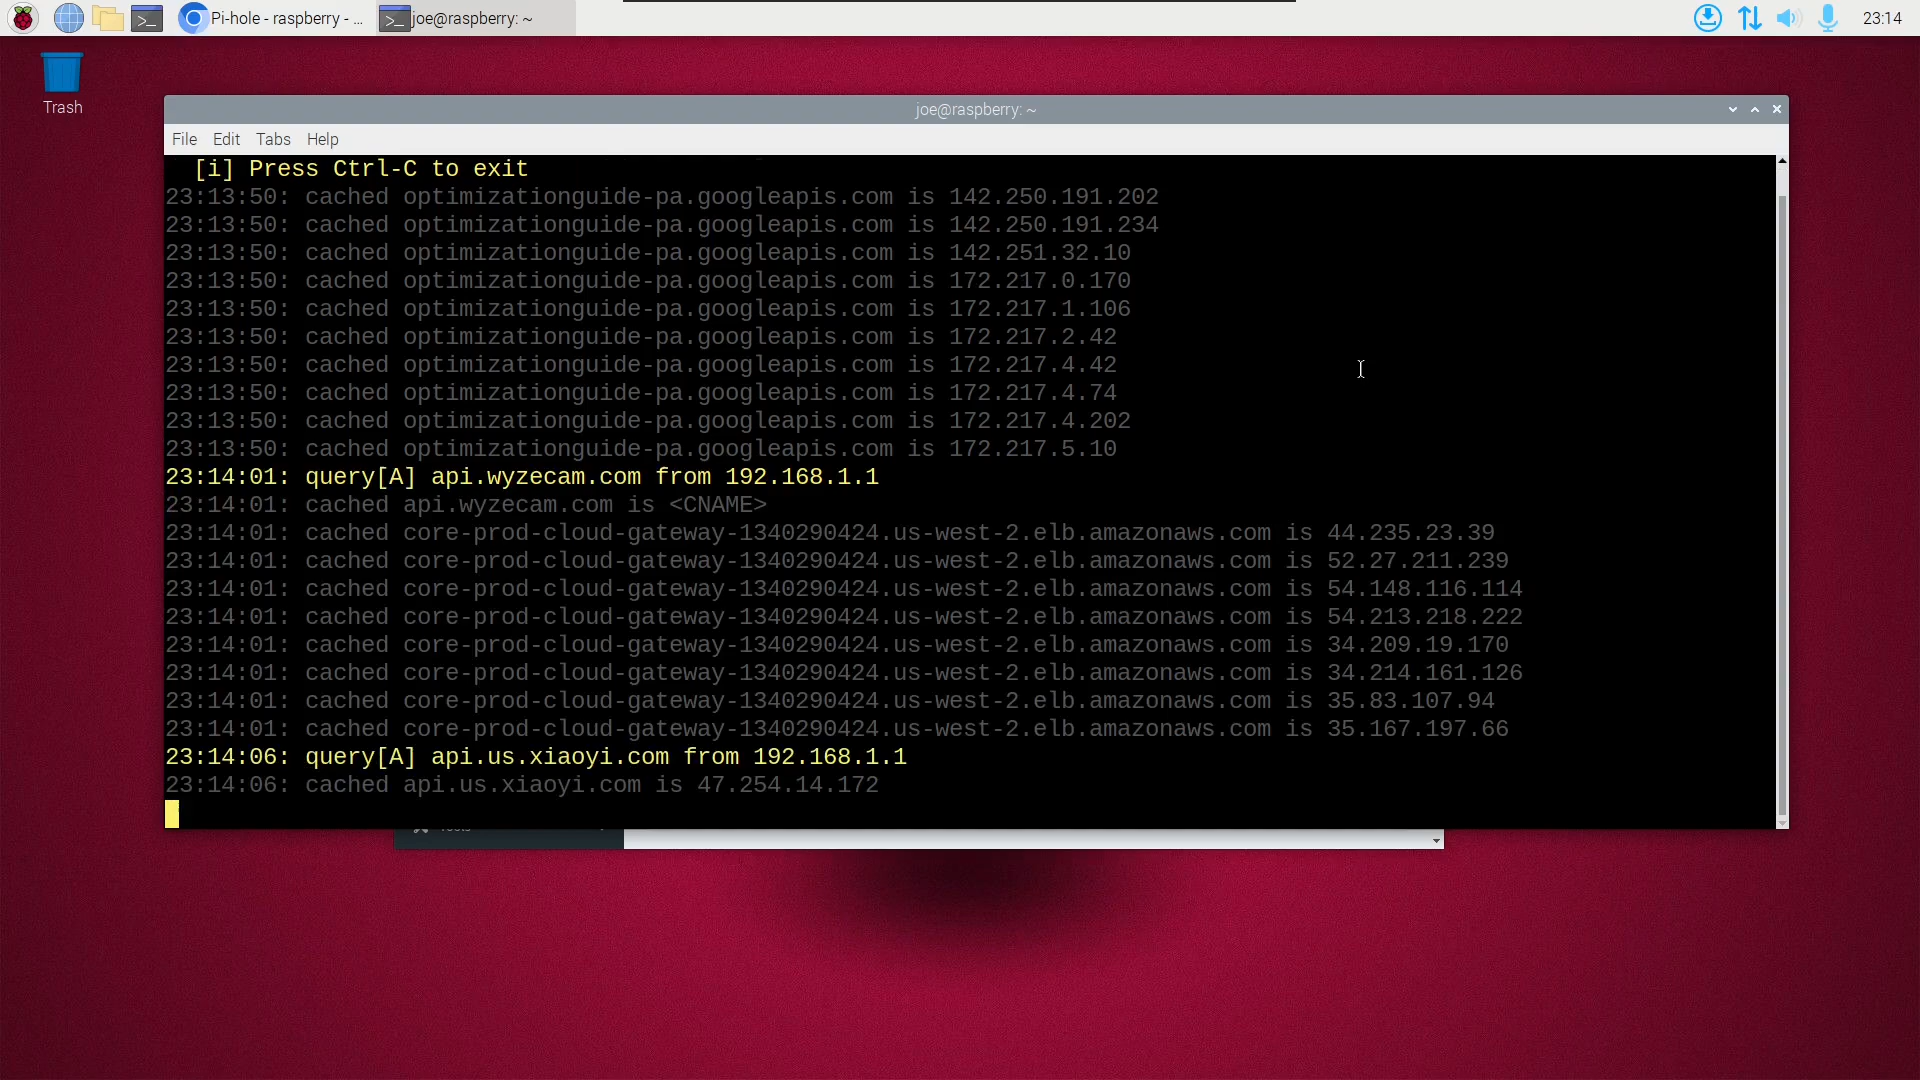 Pi-hole - raspberry - ...
joe@raspberry: ~
23:14
Trash
joe@raspberry: ~
File Edit Tabs Help
[i] Press Ctrl-C to exit
23:13:50: cached optimizationguide-pa.googleapis.com is 142.250.191.202
23:13:50: cached optimizationguide-pa.googleapis.com is 142.250.191.234
23:13:50: cached optimizationguide-pa.googleapis.com is 142.251.32.10
23:13:50: cached optimizationguide-pa.googleapis.com is 172.217.0.170
23:13:50: cached optimizationguide-pa.googleapis.com is 172.217.1.106
23:13:50: cached optimizationguide-pa.googleapis.com is 172.217.2.42
23:13:50: cached optimizationguide-pa.googleapis.com is 172.217.4.42
23:13:50: cached optimizationguide-pa.googleapis.com is 172.217.4.74
23:13:50: cached optimizationguide-pa.googleapis.com is 172.217.4.202
23:13:50: cached optimizationguide-pa.googleapis.com is 172.217.5.10
23:14:01: query[A] api.wyzecam.com from 192.168.1.1
23:14:01: cached api.wyzecam.com is <CNAME>
23:14:01: cached core-prod-cloud-gateway-1340290424.us-west-2.elb.amazonaws.com is 44.235.23.39
23:14:01: cached core-prod-cloud-gateway-1340290424.us-west-2.elb.amazonaws.com is 52.27.211.239
23:14:01: cached core-prod-cloud-gateway-1340290424.us-west-2.elb.amazonaws.com is 54.148.116.114
23:14:01: cached core-prod-cloud-gateway-1340290424.us-west-2.elb.amazonaws.com is 54.213.218.222
23:14:01: cached core-prod-cloud-gateway-1340290424.us-west-2.elb.amazonaws.com is 34.209.19.170
23:14:01: cached core-prod-cloud-gateway-1340290424.us-west-2.elb.amazonaws.com is 34.214.161.126
23:14:01: cached core-prod-cloud-gateway-1340290424.us-west-2.elb.amazonaws.com is 35.83.107.94
23:14:01: cached core-prod-cloud-gateway-1340290424.us-west-2.elb.amazonaws.com is 35.167.197.66
23:14:06: query[A] api.us.xiaoyi.com from 192.168.1.1
23:14:06: cached api.us.xiaoyi.com is 47.254.14.172